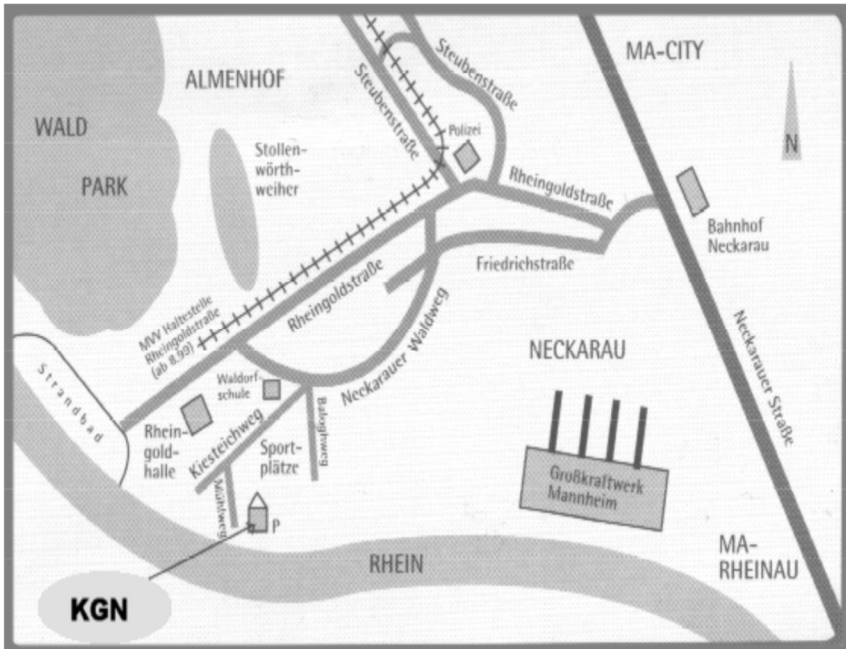 MA-CITY
ALMENHOF
WALD
PARK
Steubenstraße
Steubenstraße
Polizei
N
Stollen-
wörth-
weiher
Rheingoldstraße
Bahnhof
Neckarau
Friedrichstraße
Rheingoldstraße
MVV Haltestelle
Rheingoldstraße
(ab 8.99)
Neckarauer Waldweg
NECKARAU
Neckarauer Straße
Strandbad
Waldorf-
schule
Rhein-
gold-
halle
Kiesteichweg
Sport-
plätze
Baloghweg
Mühlweg
P
Großkraftwerk
Mannheim
RHEIN
MA-
RHEINAU
KGN